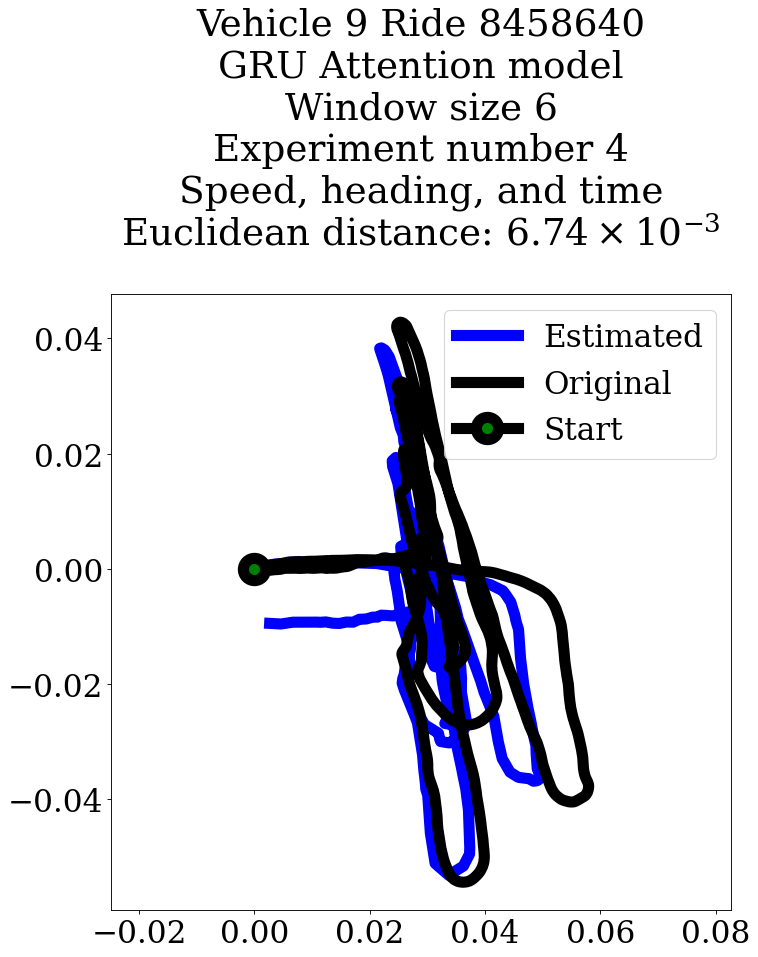 Vehicle 9 Ride 8458640
GRU Attention model
Window size 6
Experiment number 4
Speed, heading, and time
Euclidean distance: 6.74 × 10⁻³
Estimated
Original
Start
0.04
0.02
0.00
−0.02
−0.04
−0.02 0.00 0.02 0.04 0.06 0.08